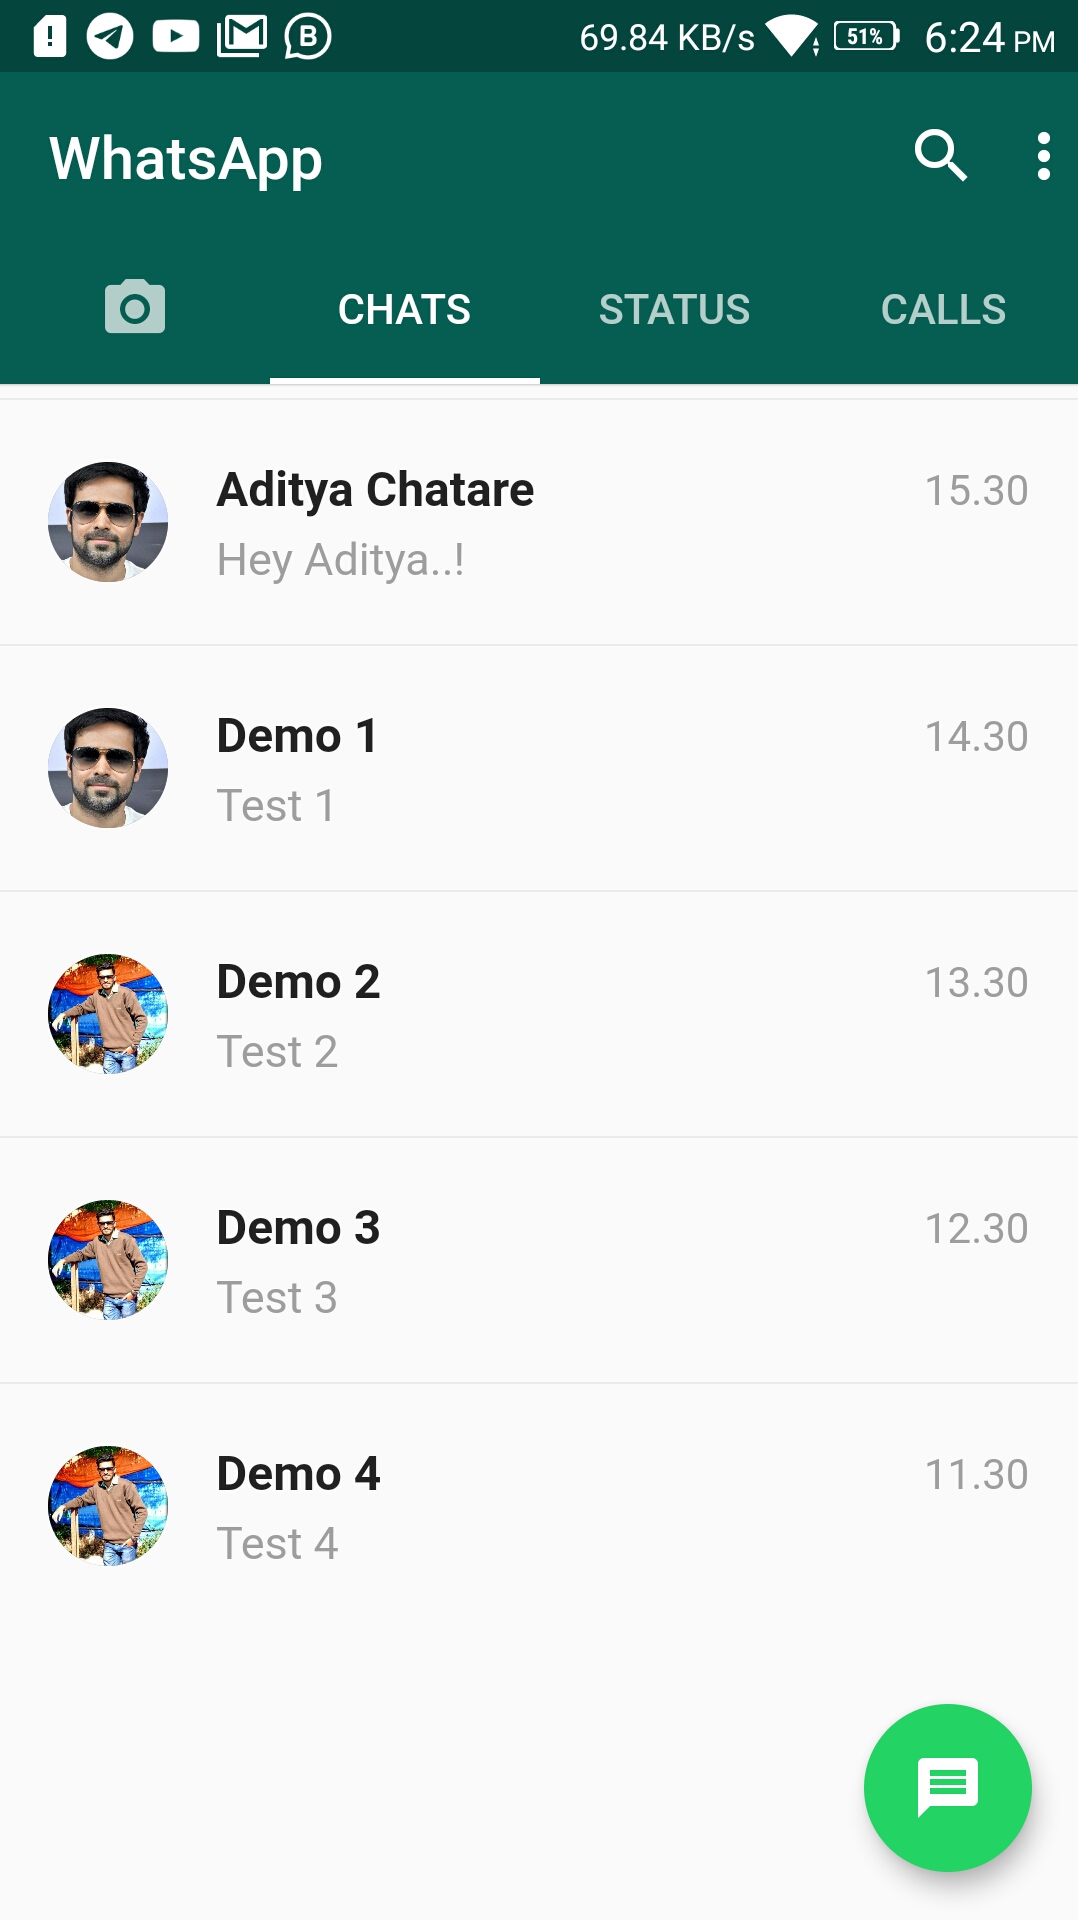 69.84 KB/s 51% 6:24 PM
WhatsApp
CHATS STATUS CALLS
Aditya Chatare 15.30
Hey Aditya..!
Demo 1 14.30
Test 1
Demo 2 13.30
Test 2
Demo 3 12.30
Test 3
Demo 4 11.30
Test 4